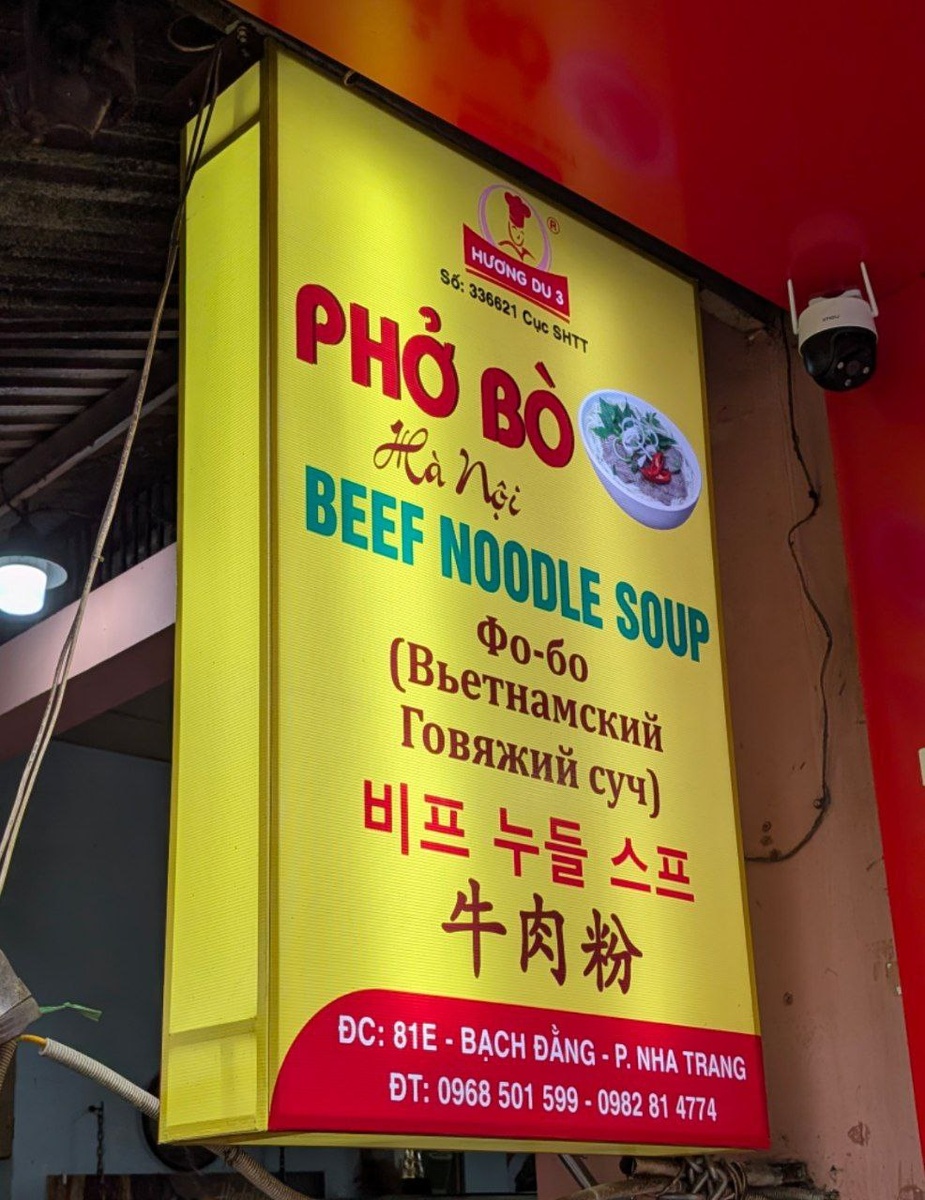 HƯƠNG DU 3
®
Số: 336621 Cục SHTT
PHỞ BÒ
Hà Nội
BEEF NOODLE SOUP
Фо-бо
(Вьетнамский
Говяжий суч)
비프 누들 스프
牛肉粉
ĐC: 81E - BẠCH ĐẰNG - P. NHA TRANG
ĐT: 0968 501 599 - 0982 81 4774